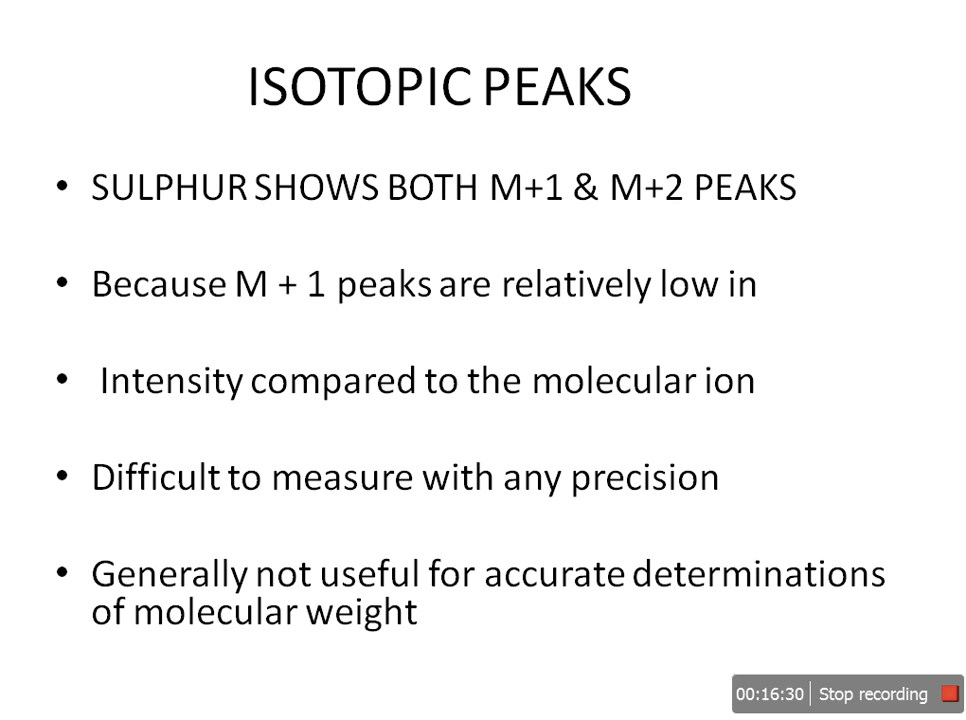 ISOTOPIC PEAKS
• SULPHUR SHOWS BOTH M+1 & M+2 PEAKS
• Because M + 1 peaks are relatively low in
• Intensity compared to the molecular ion
• Difficult to measure with any precision
• Generally not useful for accurate determinations
of molecular weight
00:16:30 Stop recording